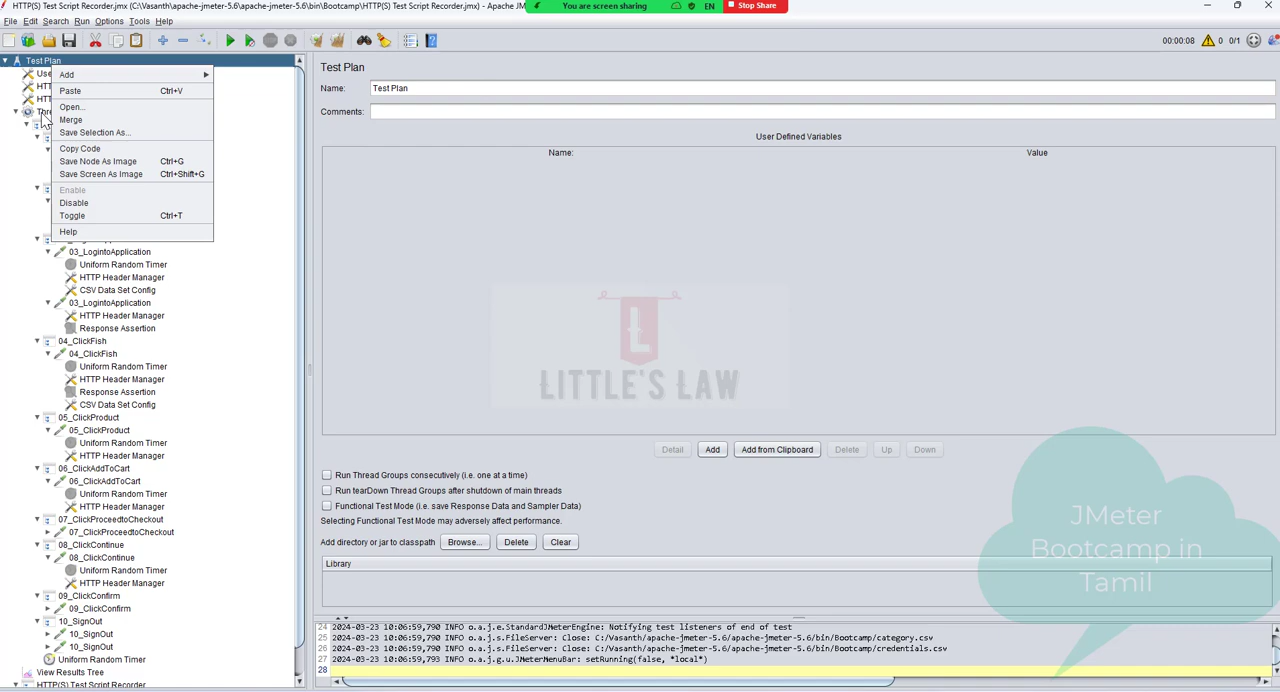 HTTP(S) Test Script Recorder.jmx (C:\Vasanth\apache-jmeter-5.6\apache-jmeter-5.6\bin\Bootcamp\HTTP(S) Test Script Recorder.jmx) - Apache JM
You are screen sharing
EN
Stop Share
File Edit Search Run Options Tools Help
00:00:08
0 0/1
Test Plan
Use
HTT
HTT
Thre
Add
Paste Ctrl+V
Open...
Merge
Save Selection As...
Copy Code
Save Node As Image Ctrl+G
Save Screen As Image Ctrl+Shift+G
Enable
Disable
Toggle Ctrl+T
Help
03_LogintoApplication
Uniform Random Timer
HTTP Header Manager
CSV Data Set Config
03_LogintoApplication
HTTP Header Manager
Response Assertion
04_ClickFish
04_ClickFish
Uniform Random Timer
HTTP Header Manager
Response Assertion
CSV Data Set Config
05_ClickProduct
05_ClickProduct
Uniform Random Timer
HTTP Header Manager
06_ClickAddToCart
06_ClickAddToCart
Uniform Random Timer
HTTP Header Manager
07_ClickProceedtoCheckout
07_ClickProceedtoCheckout
08_ClickContinue
08_ClickContinue
Uniform Random Timer
HTTP Header Manager
09_ClickConfirm
09_ClickConfirm
10_SignOut
10_SignOut
10_SignOut
Uniform Random Timer
View Results Tree
HTTP(S) Test Script Recorder
Test Plan
Name: Test Plan
Comments:
User Defined Variables
Name: Value
L
LITTLE'S LAW
Detail Add Add from Clipboard Delete Up Down
Run Thread Groups consecutively (i.e. one at a time)
Run tearDown Thread Groups after shutdown of main threads
Functional Test Mode (i.e. save Response Data and Sampler Data)
Selecting Functional Test Mode may adversely affect performance.
Add directory or jar to classpath Browse... Delete Clear
Library
JMeter
Bootcamp in
Tamil
24 2024-03-23 10:06:59,790 INFO o.a.j.e.StandardJMeterEngine: Notifying test listeners of end of test
25 2024-03-23 10:06:59,790 INFO o.a.j.s.FileServer: Close: C:/Vasanth/apache-jmeter-5.6/apache-jmeter-5.6/bin/Bootcamp/category.csv
26 2024-03-23 10:06:59,790 INFO o.a.j.s.FileServer: Close: C:/Vasanth/apache-jmeter-5.6/apache-jmeter-5.6/bin/Bootcamp/credentials.csv
27 2024-03-23 10:06:59,793 INFO o.a.j.g.u.JMeterMenuBar: setRunning(false, *local*)
28